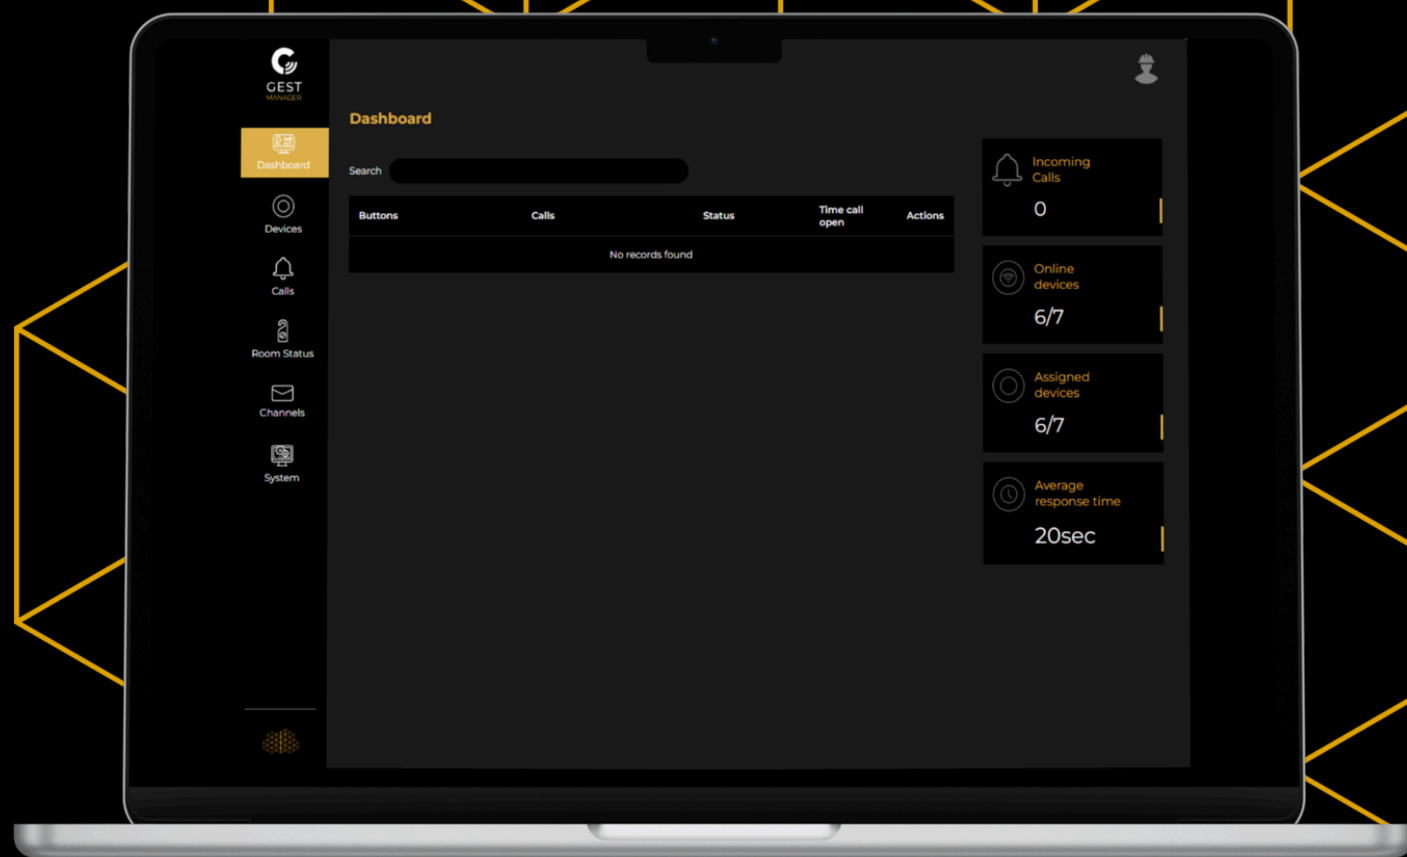 GEST
MANAGER
Dashboard
Devices
Calls
Room Status
Channels
System
Dashboard
Search
Buttons Calls Status Time call open Actions
No records found
Incoming
Calls
0
Online
devices
6/7
Assigned
devices
6/7
Average
response time
20sec